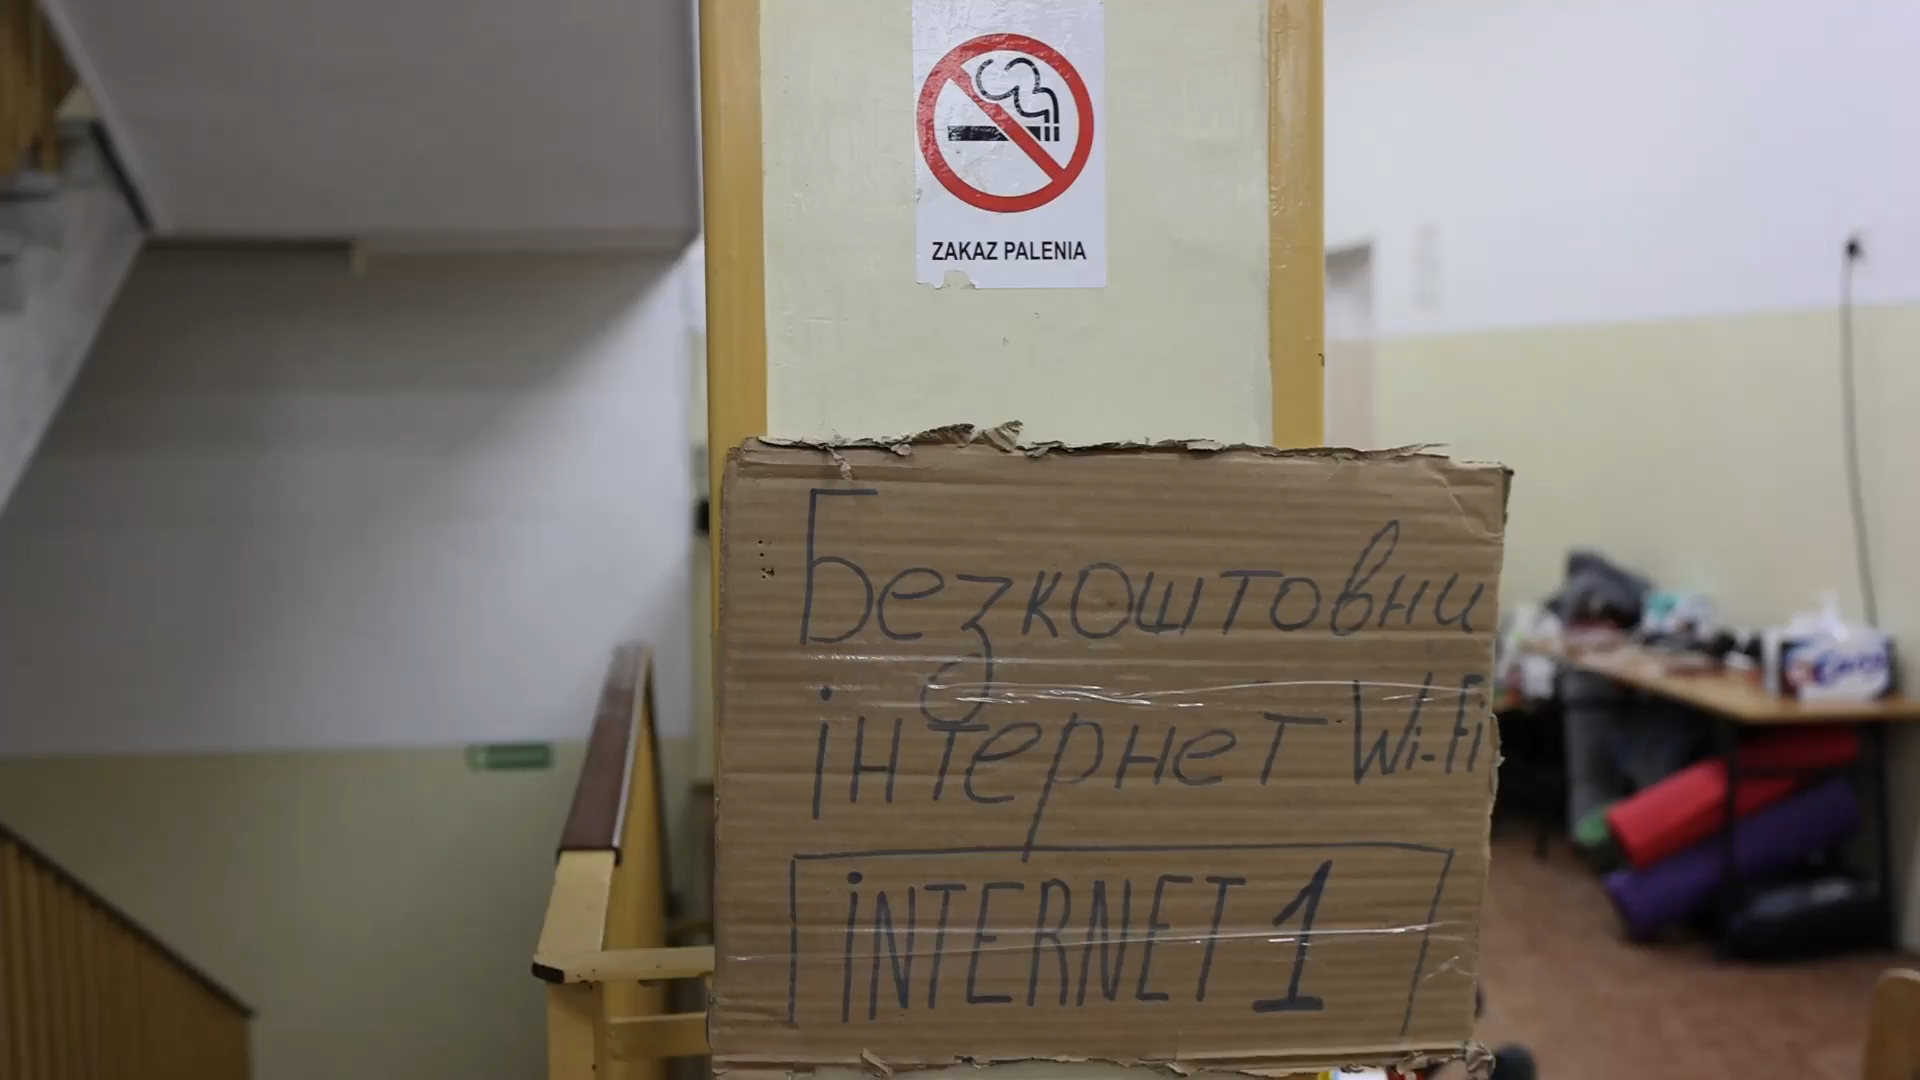 ZAKAZ PALENIA
Безкоштовни
інтернет Wi-Fi
iNTERNET 1